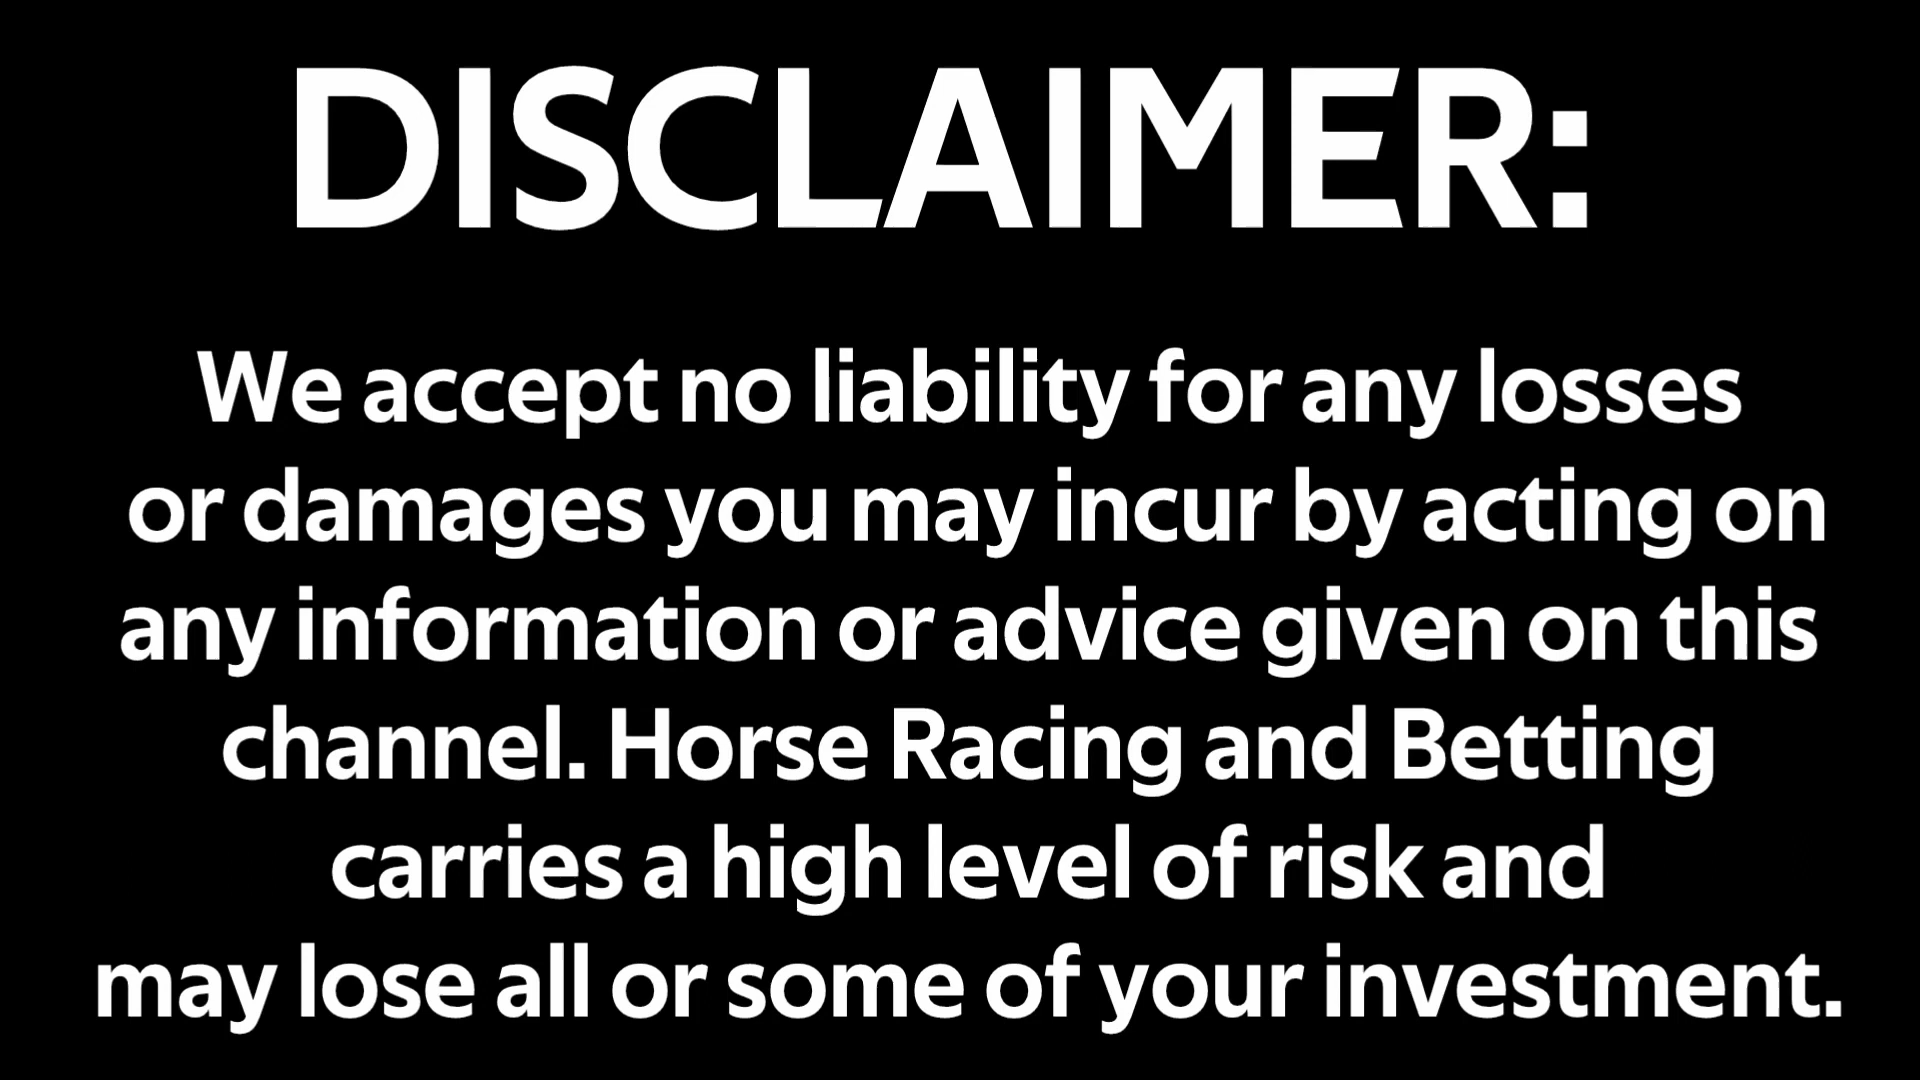 DISCLAIMER:
We accept no liability for any losses
or damages you may incur by acting on
any information or advice given on this
channel. Horse Racing and Betting
carries a high level of risk and
may lose all or some of your investment.